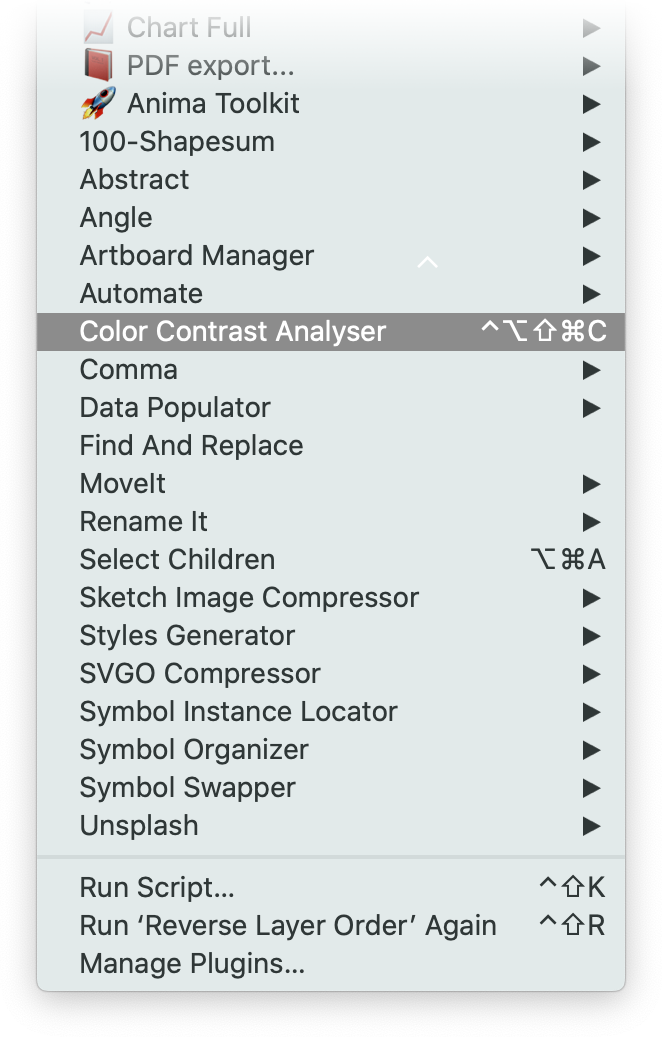 Chart Full ▶
PDF export... ▶
Anima Toolkit ▶
100-Shapesum ▶
Abstract ▶
Angle ▶
Artboard Manager ▶
Automate ▶
Color Contrast Analyser ^⌥⇧⌘C
Comma ▶
Data Populator ▶
Find And Replace
MoveIt ▶
Rename It ▶
Select Children ⌥⌘A
Sketch Image Compressor ▶
Styles Generator ▶
SVGO Compressor ▶
Symbol Instance Locator ▶
Symbol Organizer ▶
Symbol Swapper ▶
Unsplash ▶
Run Script... ^⇧K
Run ‘Reverse Layer Order’ Again ^⇧R
Manage Plugins...